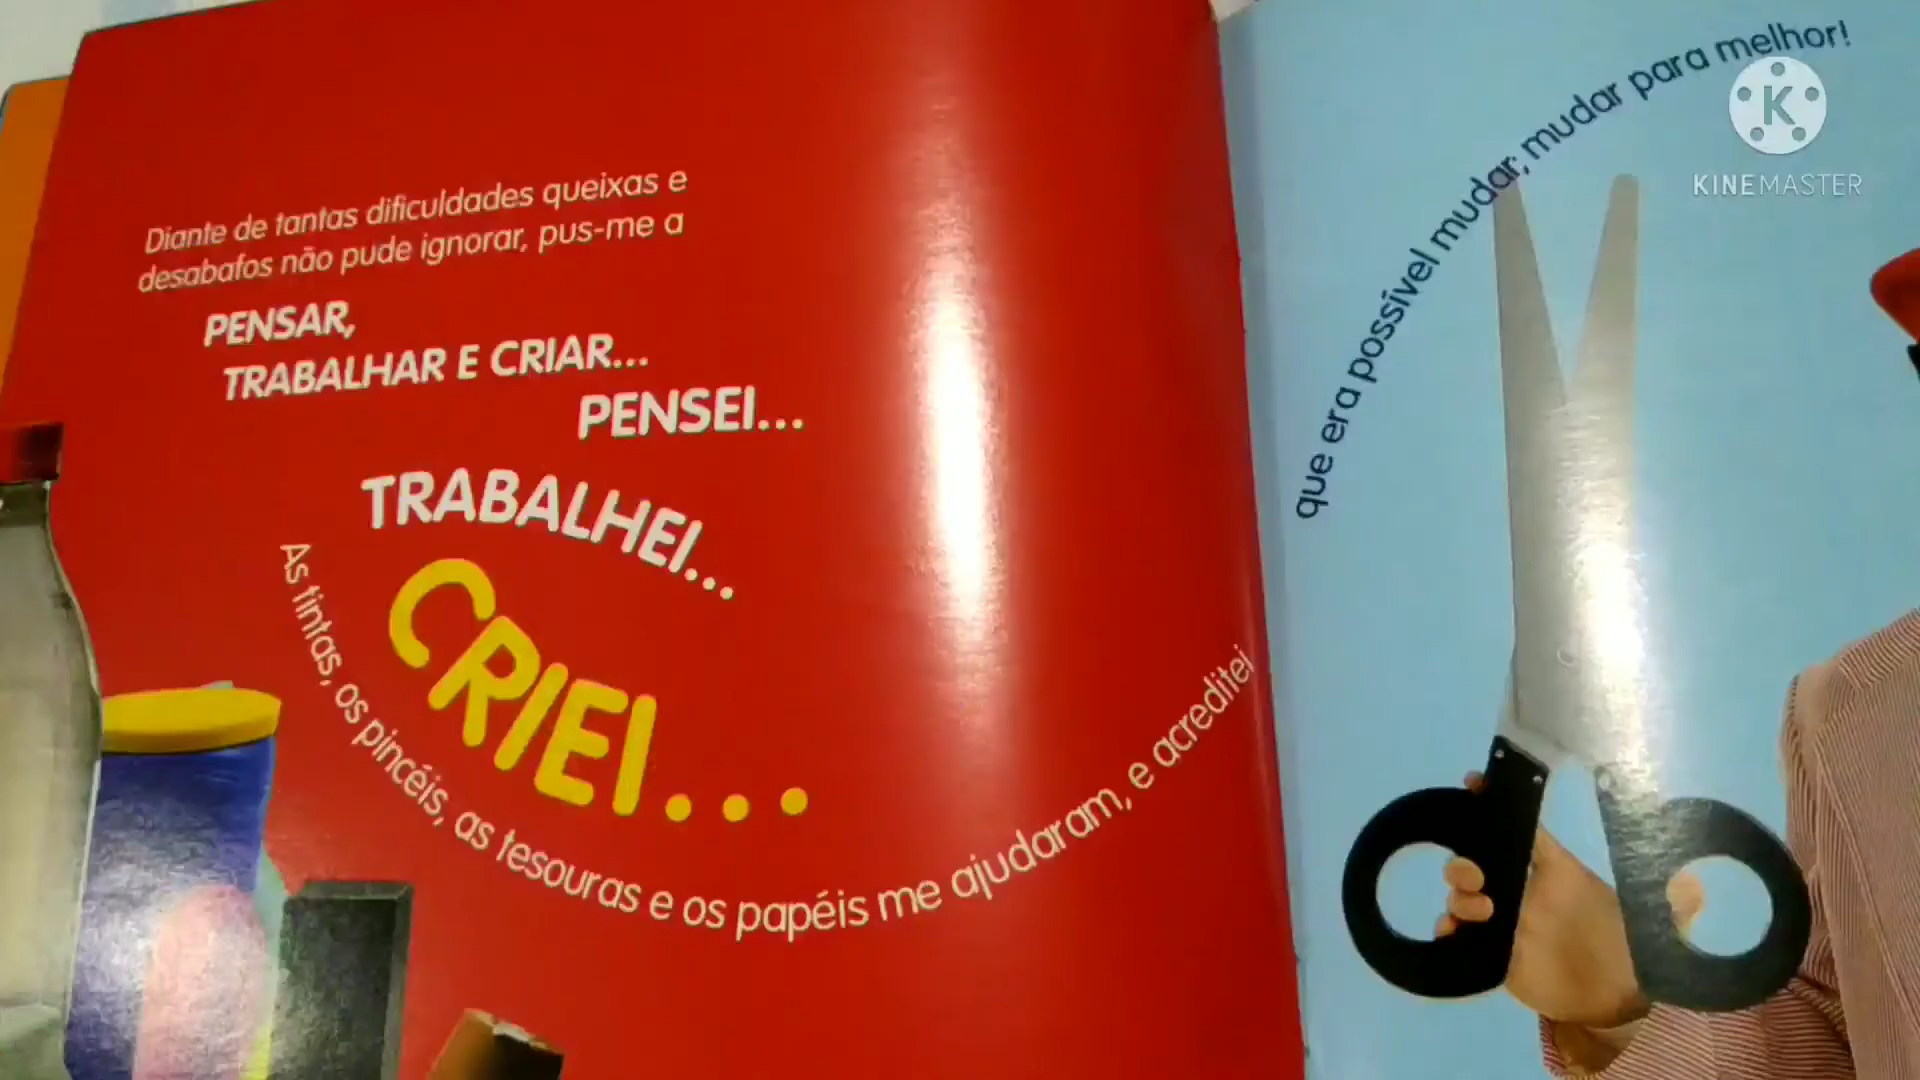 Diante de tantas dificuldades queixas e
desabafos não pude ignorar, pus-me a
PENSAR,
TRABALHAR E CRIAR...
PENSEI...
TRABALHEI...
CRIEI...
As tintas, os pincéis, as tesouras e os papéis me ajudaram, e acreditei
que era possível mudar, mudar para melhor!
K
KINEMASTER